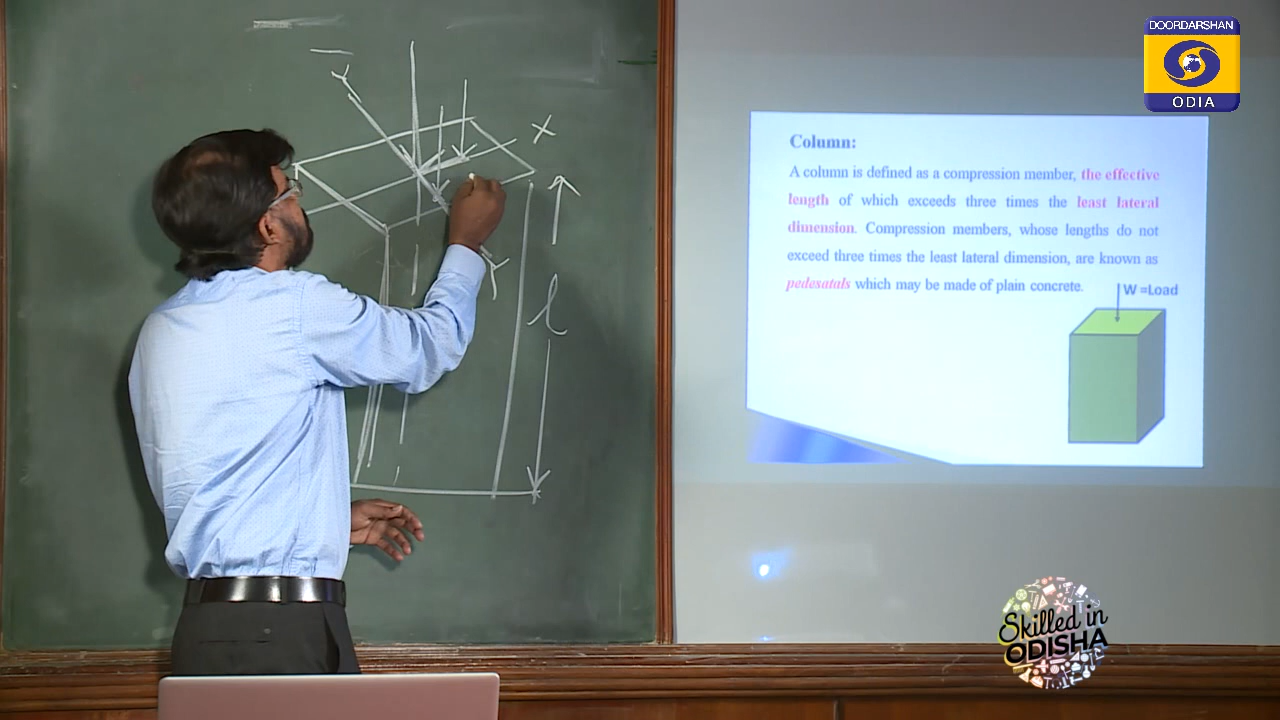 DOORDARSHAN
ODIA
X
Y
l
Column:
A column is defined as a compression member, the effective
length of which exceeds three times the least lateral
dimension. Compression members, whose lengths do not
exceed three times the least lateral dimension, are known as
pedesatals which may be made of plain concrete.
W =Load
Skilled in
ODISHA